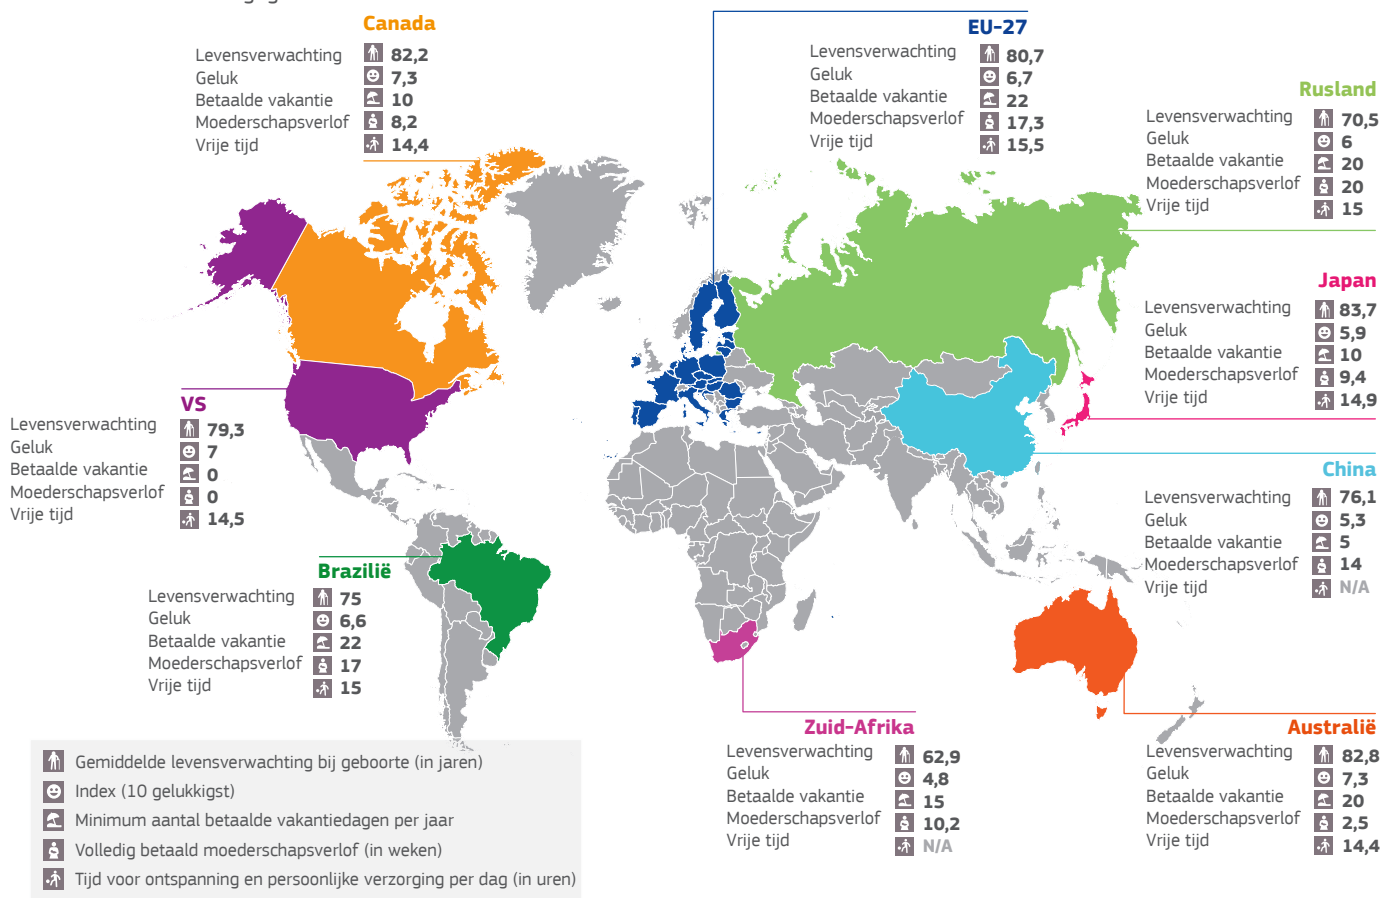 Canada
Levensverwachting 82,2
Geluk 7,3
Betaalde vakantie 10
Moederschapsverlof 8,2
Vrije tijd 14,4
EU-27
Levensverwachting 80,7
Geluk 6,7
Betaalde vakantie 22
Moederschapsverlof 17,3
Vrije tijd 15,5
Rusland
Levensverwachting 70,5
Geluk 6
Betaalde vakantie 20
Moederschapsverlof 20
Vrije tijd 15
Japan
Levensverwachting 83,7
Geluk 5,9
Betaalde vakantie 10
Moederschapsverlof 9,4
Vrije tijd 14,9
VS
Levensverwachting 79,3
Geluk 7
Betaalde vakantie 0
Moederschapsverlof 0
Vrije tijd 14,5
China
Levensverwachting 76,1
Geluk 5,3
Betaalde vakantie 5
Moederschapsverlof 14
Vrije tijd N/A
Brazilië
Levensverwachting 75
Geluk 6,6
Betaalde vakantie 22
Moederschapsverlof 17
Vrije tijd 15
Zuid-Afrika
Levensverwachting 62,9
Geluk 4,8
Betaalde vakantie 15
Moederschapsverlof 10,2
Vrije tijd N/A
Australië
Levensverwachting 82,8
Geluk 7,3
Betaalde vakantie 20
Moederschapsverlof 2,5
Vrije tijd 14,4
Gemiddelde levensverwachting bij geboorte (in jaren)
Index (10 gelukkigst)
Minimum aantal betaalde vakantiedagen per jaar
Volledig betaald moederschapsverlof (in weken)
Tijd voor ontspanning en persoonlijke verzorging per dag (in uren)